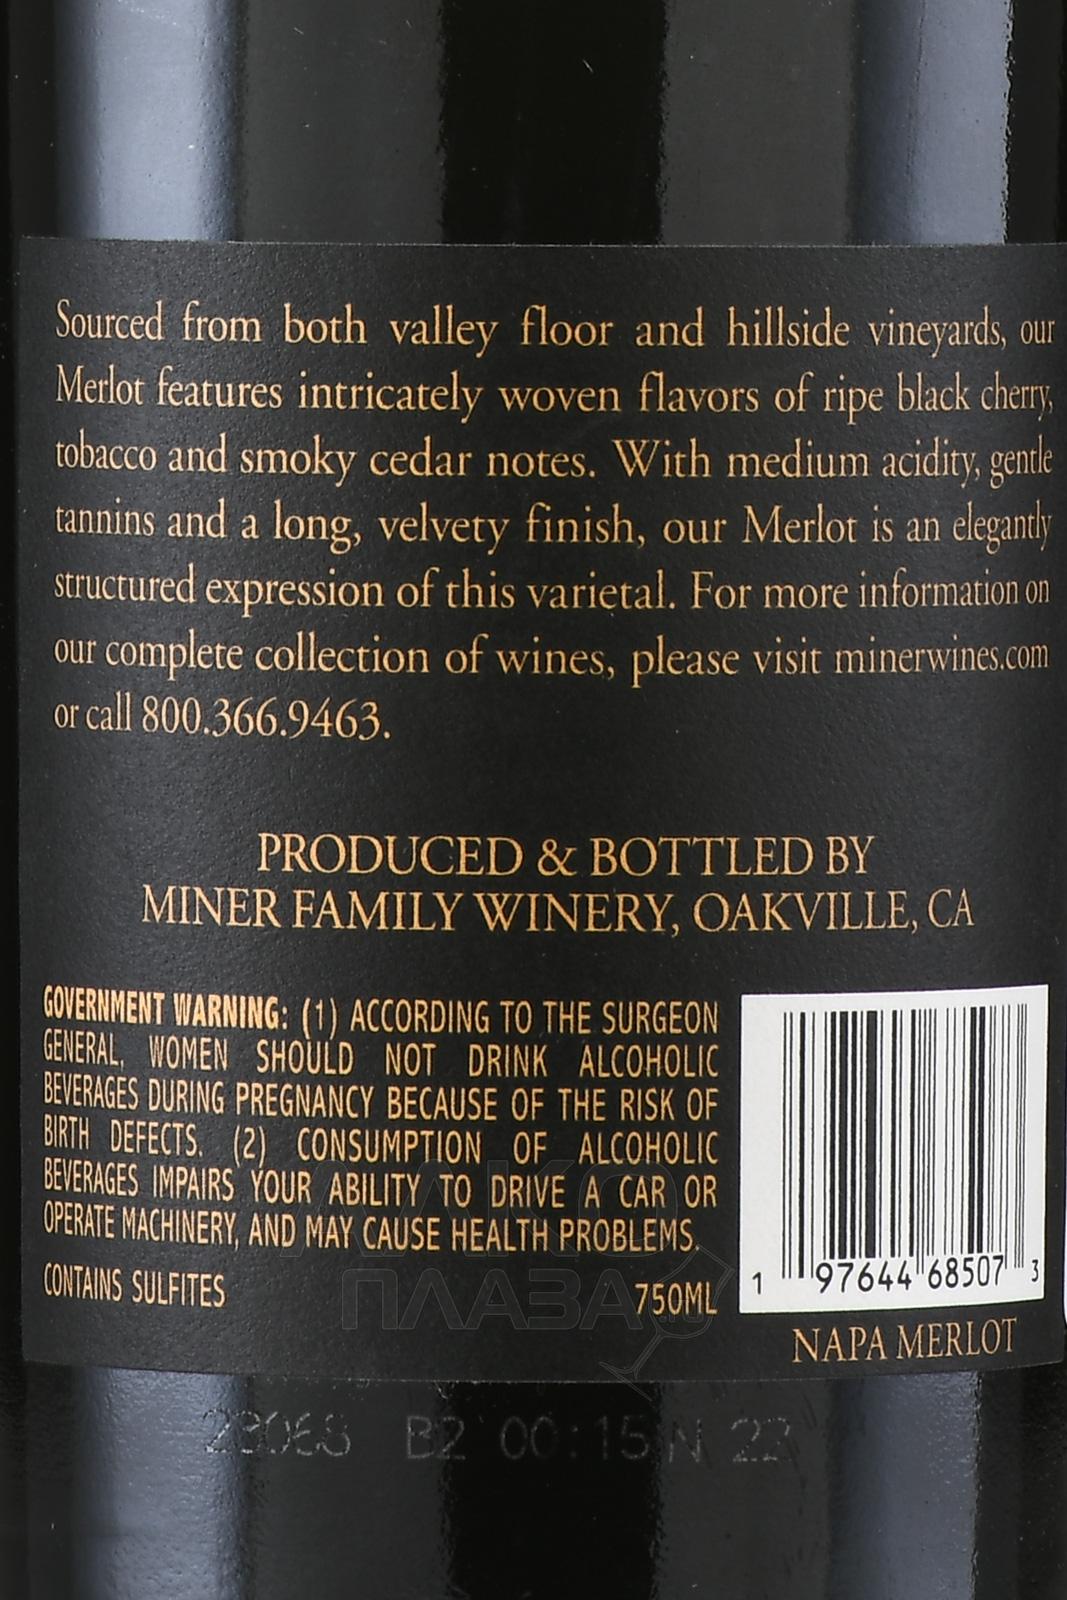 Sourced from both valley floor and hillside vineyards, our
Merlot features intricately woven flavors of ripe black cherry,
tobacco and smoky cedar notes. With medium acidity, gentle
tannins and a long, velvety finish, our Merlot is an elegantly
structured expression of this varietal. For more information on
our complete collection of wines, please visit minerwines.com
or call 800.366.9463.
PRODUCED & BOTTLED BY
MINER FAMILY WINERY, OAKVILLE, CA
GOVERNMENT WARNING: (1) ACCORDING TO THE SURGEON
GENERAL, WOMEN SHOULD NOT DRINK ALCOHOLIC
BEVERAGES DURING PREGNANCY BECAUSE OF THE RISK OF
BIRTH DEFECTS. (2) CONSUMPTION OF ALCOHOLIC
BEVERAGES IMPAIRS YOUR ABILITY TO DRIVE A CAR OR
OPERATE MACHINERY, AND MAY CAUSE HEALTH PROBLEMS.
CONTAINS SULFITES
750ML
1 97644 68507 3
NAPA MERLOT
АЛКО
ПЛАЗА.RU
23068 B2 00:15 N 22